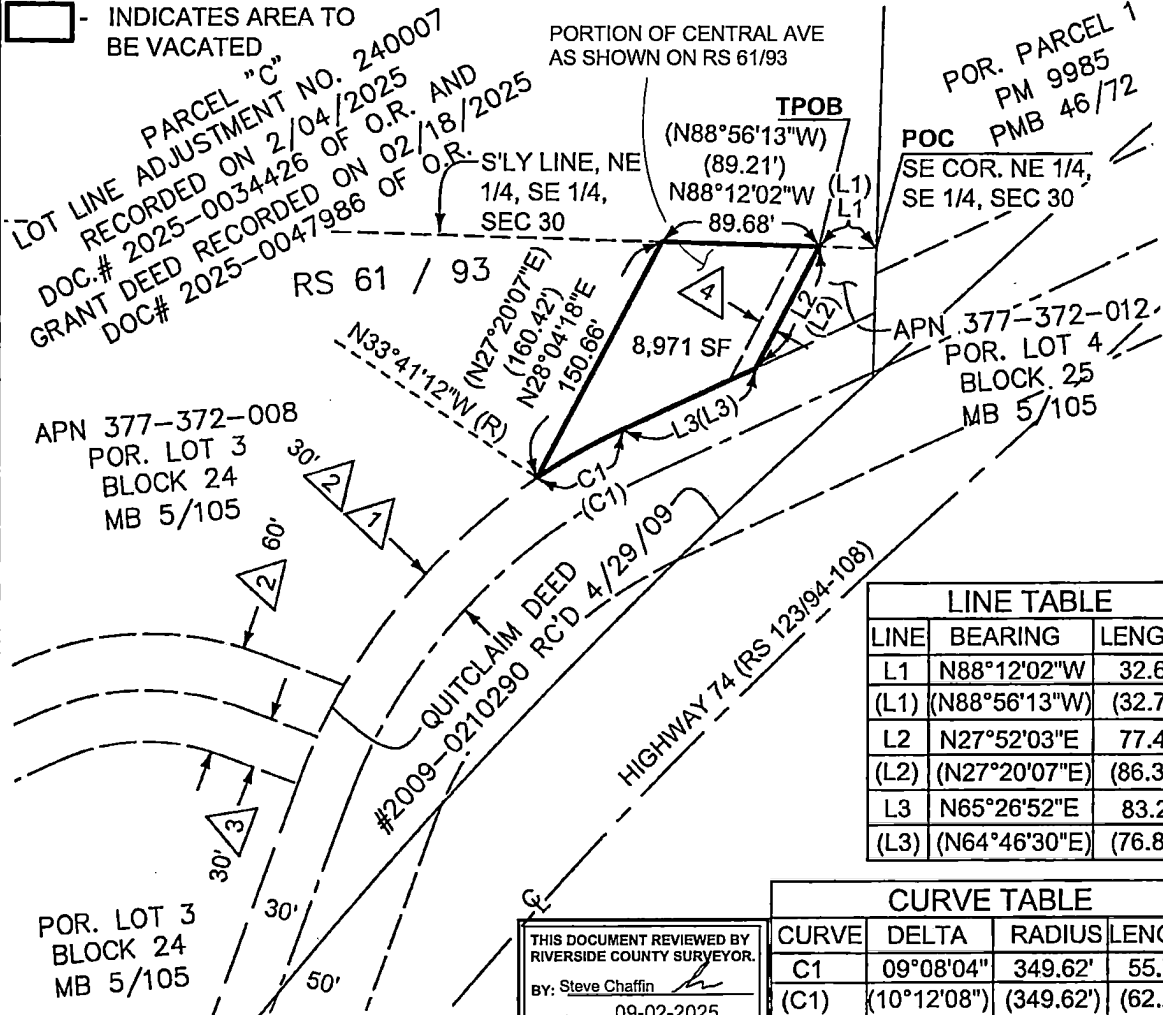 - INDICATES AREA TO
BE VACATED
PARCEL "C"
LOT LINE ADJUSTMENT NO. 240007
RECORDED ON 2/04/2025
DOC.# 2025-0034426 OF O.R. AND
GRANT DEED RECORDED ON 02/18/2025
DOC# 2025-0047986 OF O.R.
PORTION OF CENTRAL AVE
AS SHOWN ON RS 61/93
POR. PARCEL 1
PM 9985
PMB 46/72
TPOB
(N88°56'13"W)
(89.21')
N88°12'02"W
89.68'
(L1)
L1
POC
SE COR. NE 1/4,
SE 1/4, SEC 30
S'LY LINE, NE
1/4, SE 1/4,
SEC 30
RS 61 / 93
(N27°20'07"E)
(160.42')
N28°04'18"E
150.66'
4
8,971 SF
L2
(L2)
APN 377-372-012
POR. LOT 4
BLOCK 25
MB 5/105
N33°41'12"W (R)
L3(L3)
C1
(C1)
APN 377-372-008
POR. LOT 3
BLOCK 24
MB 5/105
30'
2
1
60'
2
QUITCLAIM DEED
#2009-0210290 RC'D 4/29/09
HIGHWAY 74 (RS 123/94-108)
30'
3
POR. LOT 3
BLOCK 24
MB 5/105
30'
50'
CL
LINE TABLE
LINE BEARING LENG
L1 N88°12'02"W 32.6
(L1) (N88°56'13"W) (32.7
L2 N27°52'03"E 77.4
(L2) (N27°20'07"E) (86.3
L3 N65°26'52"E 83.2
(L3) (N64°46'30"E) (76.8
CURVE TABLE
CURVE DELTA RADIUS LENG
C1 09°08'04" 349.62' 55.
(C1) (10°12'08") (349.62') (62.
THIS DOCUMENT REVIEWED BY
RIVERSIDE COUNTY SURVEYOR.
BY: Steve Chaffin
09-02-2025